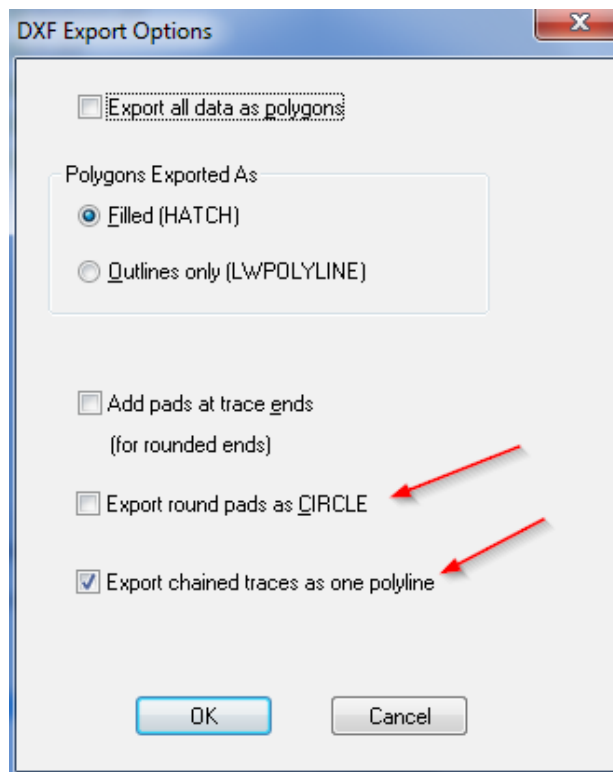 DXF Export Options
Export all data as polygons
Polygons Exported As
Filled (HATCH)
Outlines only (LWPOLYLINE)
Add pads at trace ends
(for rounded ends)
Export round pads as CIRCLE
Export chained traces as one polyline
OK Cancel